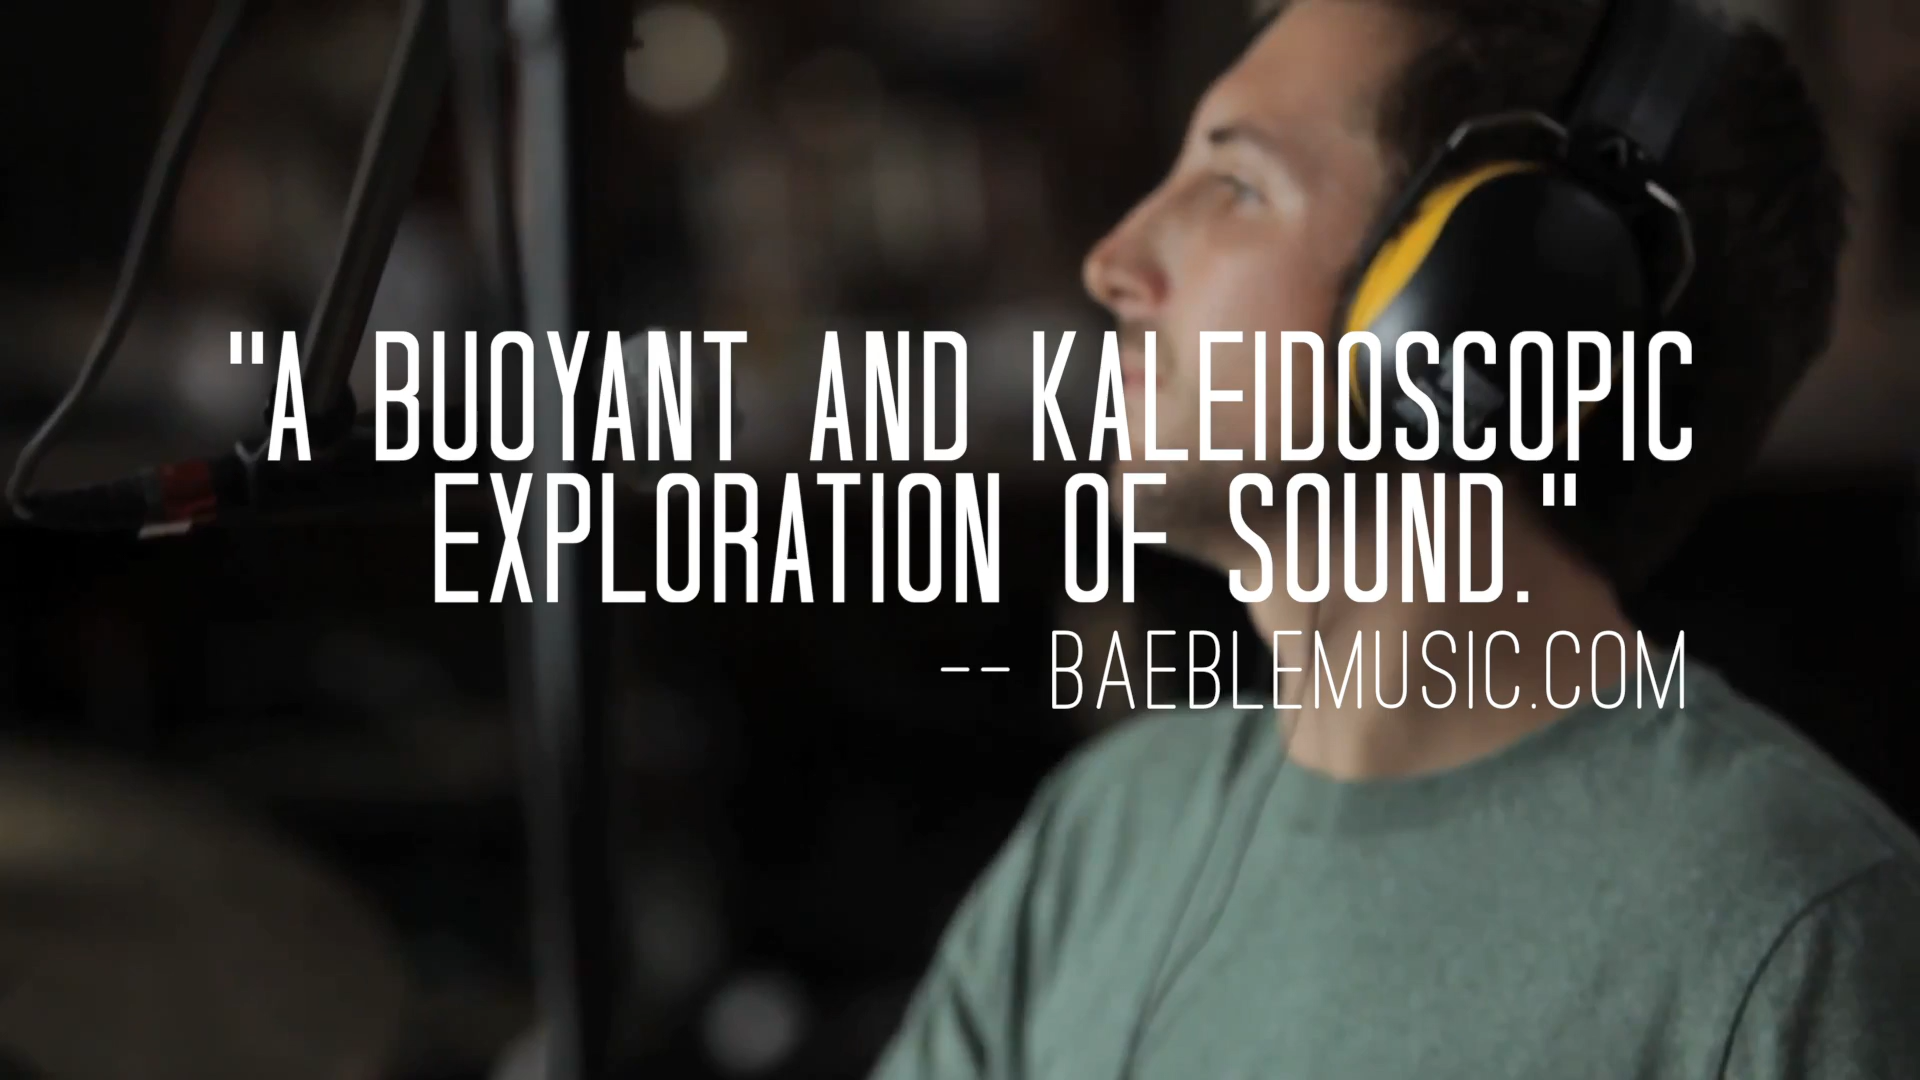 "A BUOYANT AND KALEIDOSCOPIC
EXPLORATION OF SOUND."
-- BAEBLEMUSIC.COM